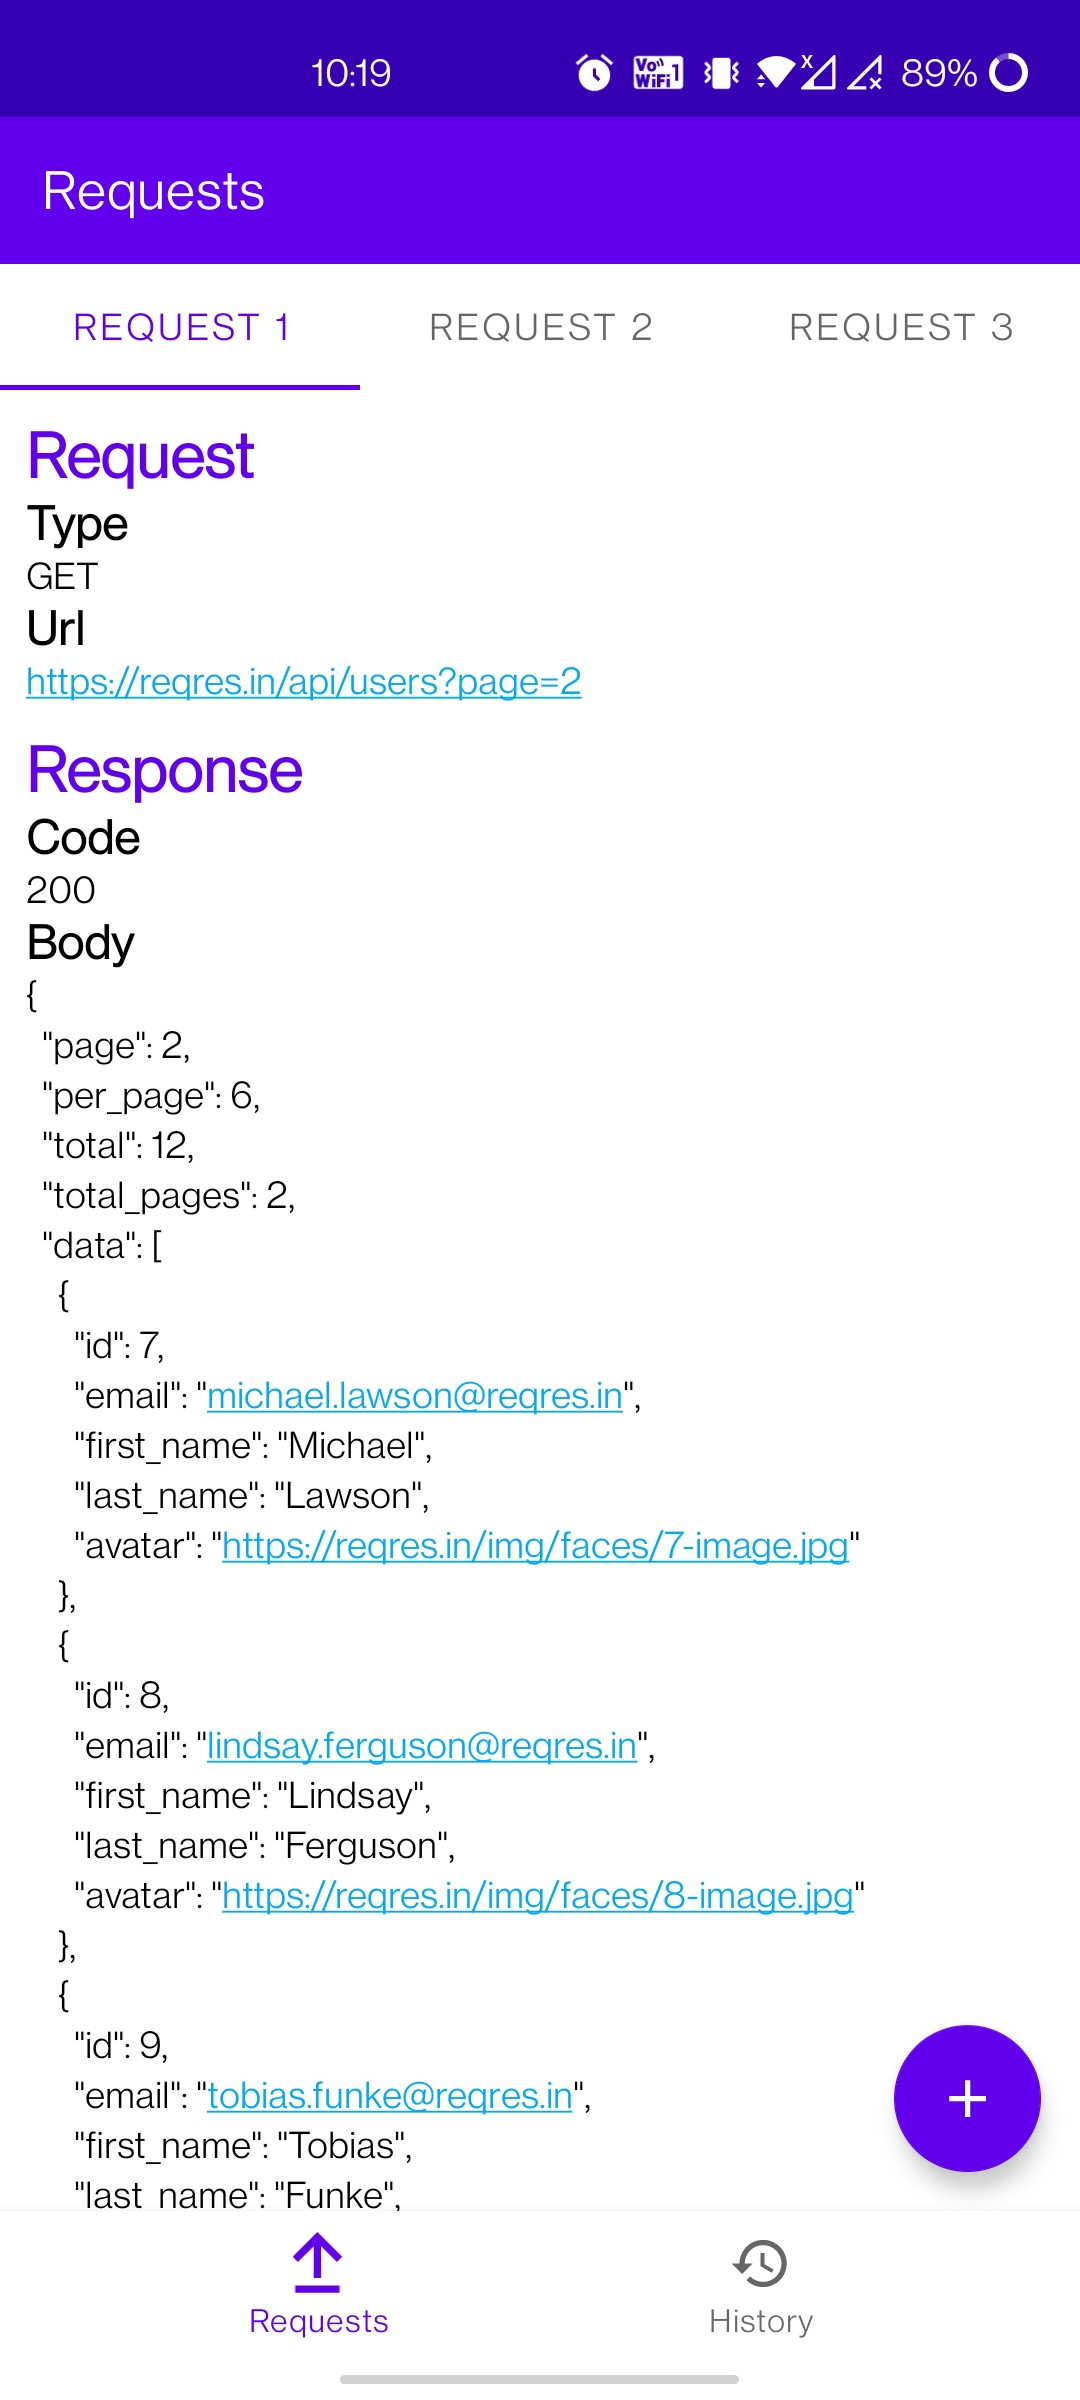 10:19
Vo WiFi 1
89%
Requests
REQUEST 1 REQUEST 2 REQUEST 3
Request
Type
GET
Url
https://reqres.in/api/users?page=2
Response
Code
200
Body
{
"page": 2,
"per_page": 6,
"total": 12,
"total_pages": 2,
"data": [
{
"id": 7,
"email": "michael.lawson@reqres.in",
"first_name": "Michael",
"last_name": "Lawson",
"avatar": "https://reqres.in/img/faces/7-image.jpg"
},
{
"id": 8,
"email": "lindsay.ferguson@reqres.in",
"first_name": "Lindsay",
"last_name": "Ferguson",
"avatar": "https://reqres.in/img/faces/8-image.jpg"
},
{
"id": 9,
"email": "tobias.funke@reqres.in",
"first_name": "Tobias",
"last_name": "Funke",
Requests History